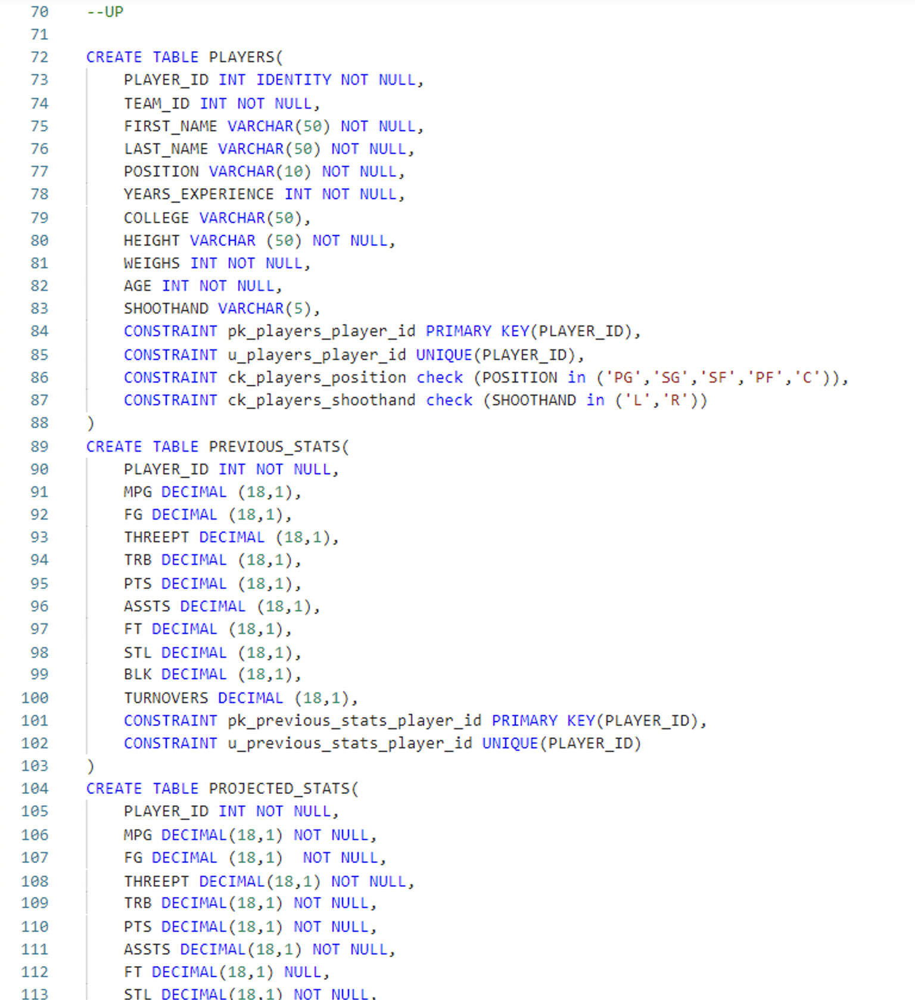 70 --UP
71
72 CREATE TABLE PLAYERS(
73 PLAYER_ID INT IDENTITY NOT NULL,
74 TEAM_ID INT NOT NULL,
75 FIRST_NAME VARCHAR(50) NOT NULL,
76 LAST_NAME VARCHAR(50) NOT NULL,
77 POSITION VARCHAR(10) NOT NULL,
78 YEARS_EXPERIENCE INT NOT NULL,
79 COLLEGE VARCHAR(50),
80 HEIGHT VARCHAR (50) NOT NULL,
81 WEIGHS INT NOT NULL,
82 AGE INT NOT NULL,
83 SHOOTHAND VARCHAR(5),
84 CONSTRAINT pk_players_player_id PRIMARY KEY(PLAYER_ID),
85 CONSTRAINT u_players_player_id UNIQUE(PLAYER_ID),
86 CONSTRAINT ck_players_position check (POSITION in ('PG','SG','SF','PF','C')),
87 CONSTRAINT ck_players_shoothand check (SHOOTHAND in ('L','R'))
88 )
89 CREATE TABLE PREVIOUS_STATS(
90 PLAYER_ID INT NOT NULL,
91 MPG DECIMAL (18,1),
92 FG DECIMAL (18,1),
93 THREEPT DECIMAL (18,1),
94 TRB DECIMAL (18,1),
95 PTS DECIMAL (18,1),
96 ASSTS DECIMAL (18,1),
97 FT DECIMAL (18,1),
98 STL DECIMAL (18,1),
99 BLK DECIMAL (18,1),
100 TURNOVERS DECIMAL (18,1),
101 CONSTRAINT pk_previous_stats_player_id PRIMARY KEY(PLAYER_ID),
102 CONSTRAINT u_previous_stats_player_id UNIQUE(PLAYER_ID)
103 )
104 CREATE TABLE PROJECTED_STATS(
105 PLAYER_ID INT NOT NULL,
106 MPG DECIMAL(18,1) NOT NULL,
107 FG DECIMAL (18,1)  NOT NULL,
108 THREEPT DECIMAL(18,1) NOT NULL,
109 TRB DECIMAL(18,1) NOT NULL,
110 PTS DECIMAL(18,1) NOT NULL,
111 ASSTS DECIMAL(18,1) NOT NULL,
112 FT DECIMAL(18,1) NULL,
113 STL DECIMAL(18,1) NOT NULL,